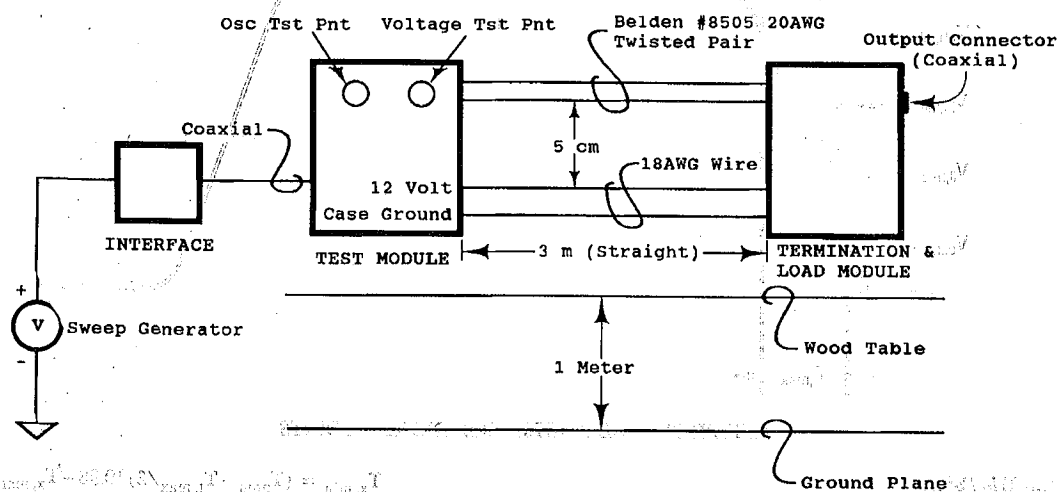 Osc Tst Pnt
Voltage Tst Pnt
Belden #8505 20AWG
Twisted Pair
Output Connector
(Coaxial)
Coaxial
5 cm
18AWG Wire
12 Volt
Case Ground
INTERFACE
TEST MODULE
3 m (Straight)
TERMINATION &
LOAD MODULE
+
V
Sweep Generator
-
Wood Table
1 Meter
Ground Plane